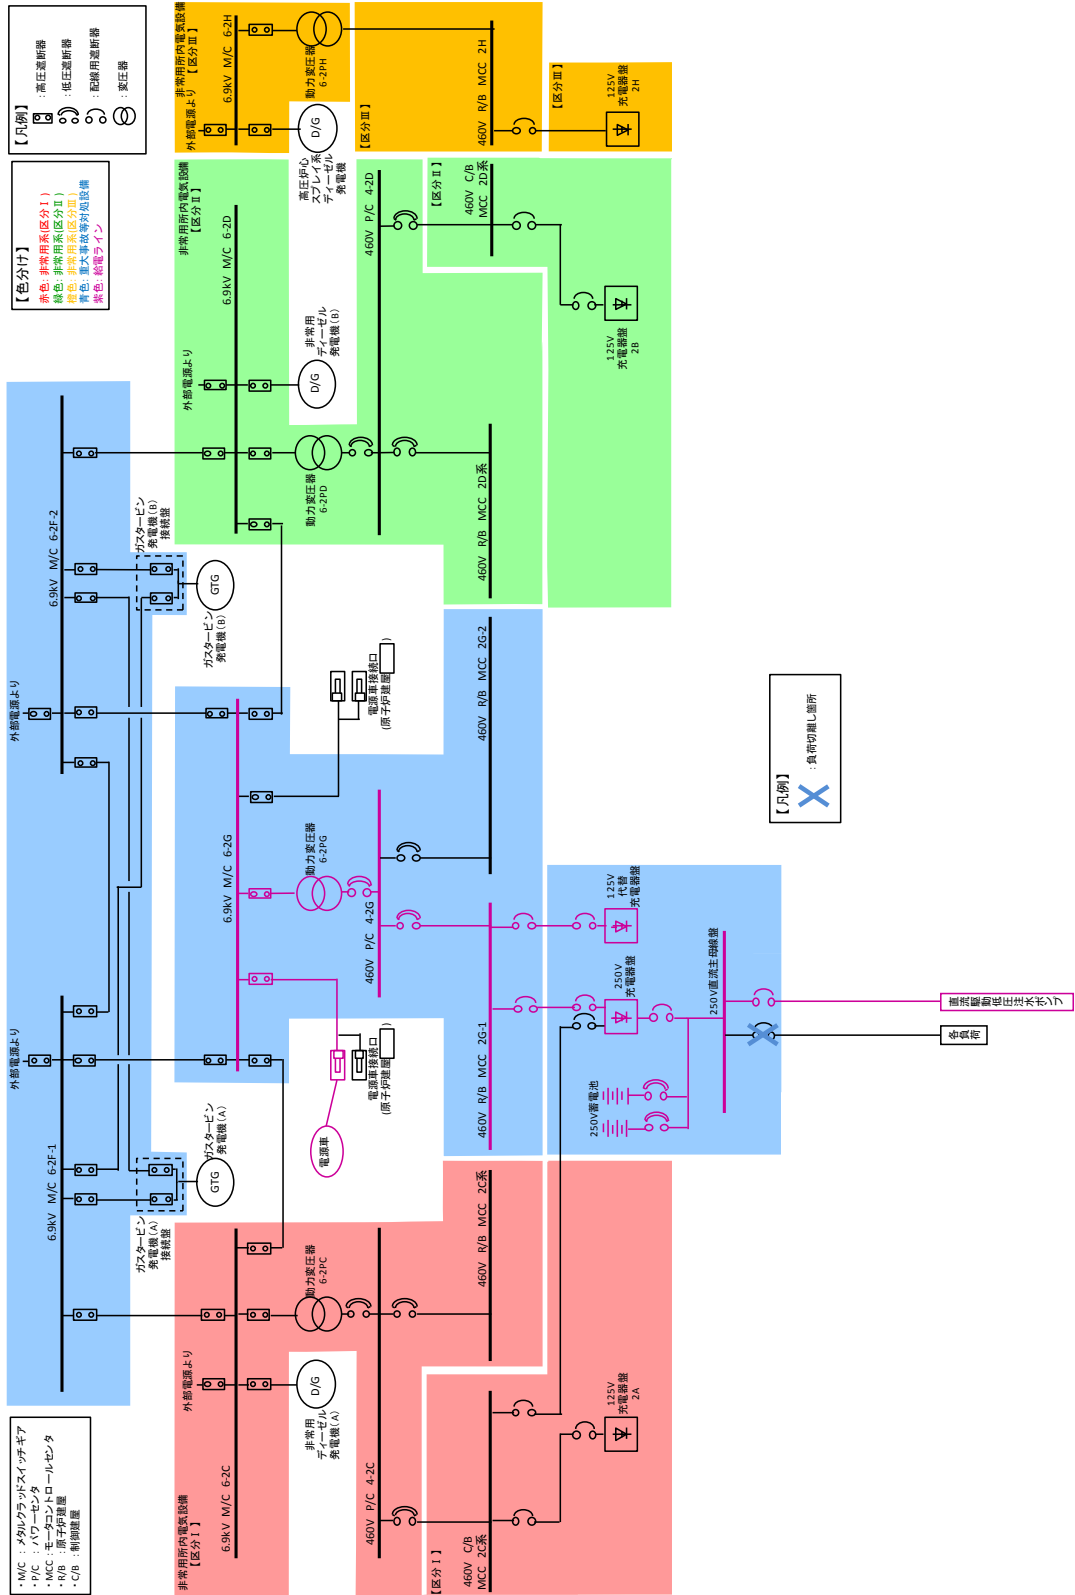 ・M/C ：メタルクラッドスイッチギア
・P/C ：パワーセンタ
・MCC：モータコントロールセンタ
・R/B ：原子炉建屋
・C/B ：制御建屋
【色分け】
赤色：非常用系(区分Ⅰ)
緑色：非常用系(区分Ⅱ)
橙色：非常用系(区分Ⅲ)
青色：重大事故等対処設備
紫色：給電ライン
【凡例】
：高圧遮断器
：低圧遮断器
：配線用遮断器
：変圧器
外部電源より
6.9kV M/C 6-2F-1
外部電源より
6.9kV M/C 6-2F-2
ガスタービン
発電機(A)
接続盤
GTG
ガスタービン
発電機(A)
ガスタービン
発電機(B)
接続盤
GTG
ガスタービン
発電機(B)
非常用所内電気設備
【区分Ⅰ】
外部電源より
6.9kV M/C 6-2C
D/G
非常用
ディーゼル
発電機(A)
動力変圧器
6-2PC
460V P/C 4-2C
【区分Ⅰ】
460V C/B
MCC 2C系
460V R/B MCC 2C系
125V
充電器盤
2A
6.9kV M/C 6-2G
電源車
電源車接続口
(原子炉建屋 )
動力変圧器
6-2PG
電源車接続口
(原子炉建屋 )
460V P/C 4-2G
460V R/B MCC 2G-1
460V R/B MCC 2G-2
250V
充電器盤
125V
代替
充電器盤
250V蓄電池
250V直流主母線盤
各負荷
直流駆動低圧注水ポンプ
【凡例】
：負荷切離し箇所
非常用所内電気設備
【区分Ⅱ】
外部電源より
6.9kV M/C 6-2D
動力変圧器
6-2PD
D/G
非常用
ディーゼル
発電機(B)
460V P/C 4-2D
460V R/B MCC 2D系
【区分Ⅱ】
460V C/B
MCC 2D系
125V
充電器盤
2B
非常用所内電気設備
【区分Ⅲ】
外部電源より
6.9kV M/C 6-2H
D/G
高圧炉心
スプレイ系
ディーゼル
発電機
動力変圧器
6-2PH
【区分Ⅲ】
460V R/B MCC 2H
【区分Ⅲ】
125V
充電器盤
2H